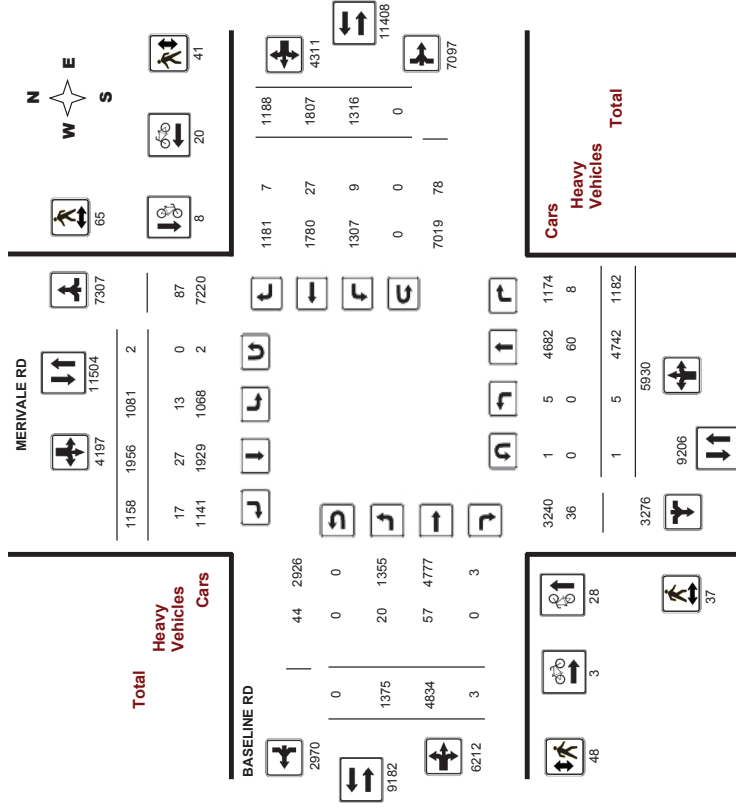 MERIVALE RD
N
W E
S
4197 11504 7307
65
1158 1956 1081 2
17 27 13 0 87
1141 1929 1068 2 7220
8 20 41
Total
Heavy
Vehicles
Cars
BASELINE RD
2970 44 2926
0 0 0
9182
1375 20 1355
4834 57 4777
6212
3 0 3
1181 7 1188
1780 27 1807
4311
1307 9 1316
11408
0 0 0
7019 78 7097
Cars
Heavy
Vehicles
Total
3240 1 5 4682 1174
36 0 0 60 8
1 5 4742 1182
3276 5930
9206
48 3 28
37